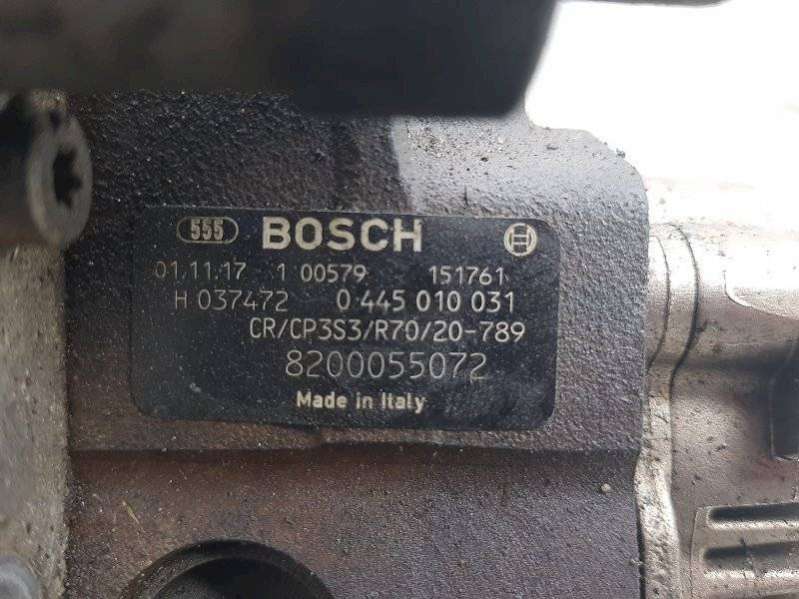 555 BOSCH
01.11.17 1 00579 151761
H 037472 0 445 010 031
CR/CP3S3/R70/20-789
8200055072
Made in Italy